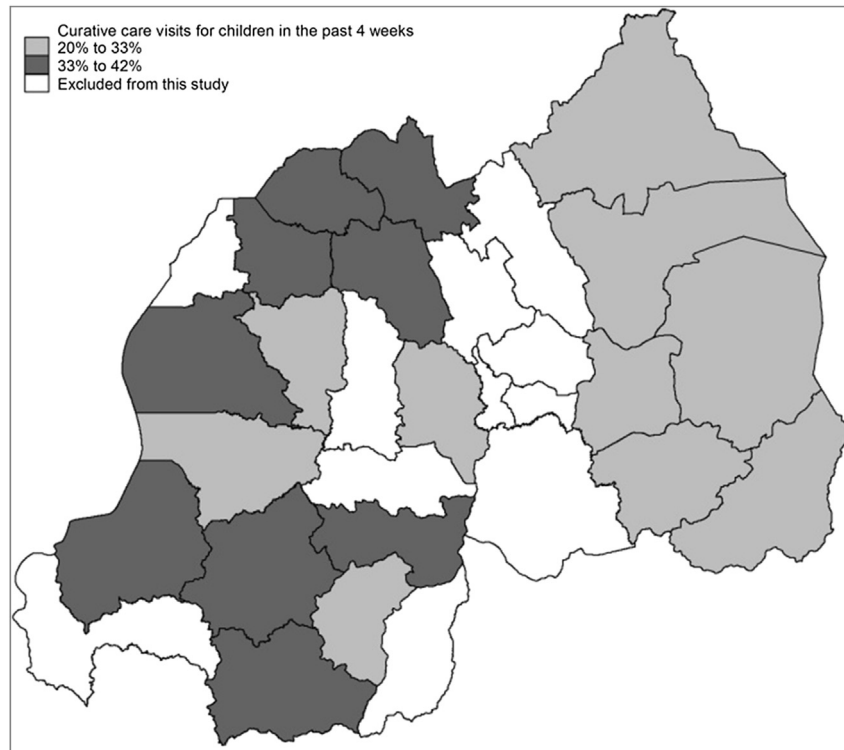 Curative care visits for children in the past 4 weeks
20% to 33%
33% to 42%
Excluded from this study